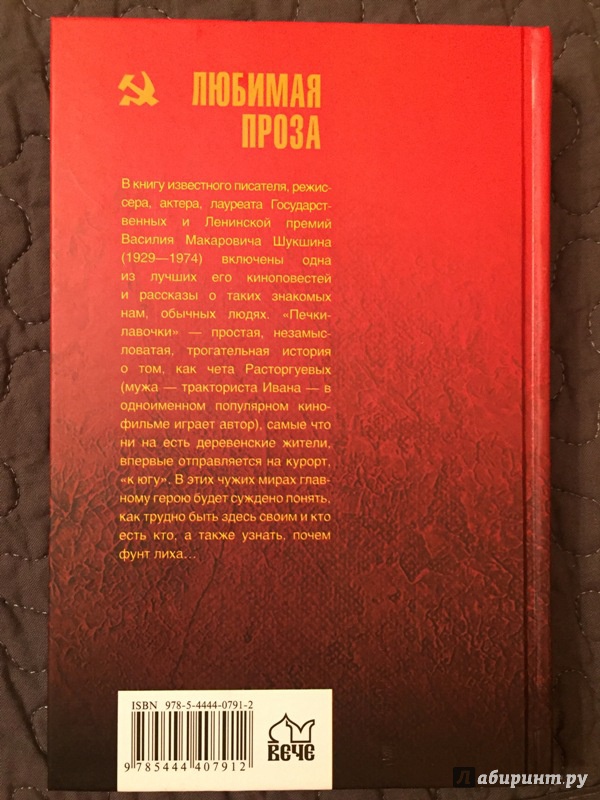 ЛЮБИМАЯ
ПРОЗА
В книгу известного писателя, режис-
сера, актера, лауреата Государст-
венных и Ленинской премий
Василия Макаровича Шукшина
(1929—1974) включены одна
из лучших его киноповестей
и рассказы о таких знакомых
нам, обычных людях. «Печки-
лавочки» — простая, незамыс-
ловатая, трогательная история
о том, как чета Расторгуевых
(мужа — тракториста Ивана — в
одноименном популярном кино-
фильме играет автор), самые что
ни на есть деревенские жители,
впервые отправляется на курорт,
«к югу». В этих чужих мирах глав-
ному герою будет суждено понять,
как трудно быть здесь своим и кто
есть кто, а также узнать, почем
фунт лиха...
ISBN 978-5-4444-0791-2
9 785444 407912
ВЕЧЕ
Лабиринт.ру